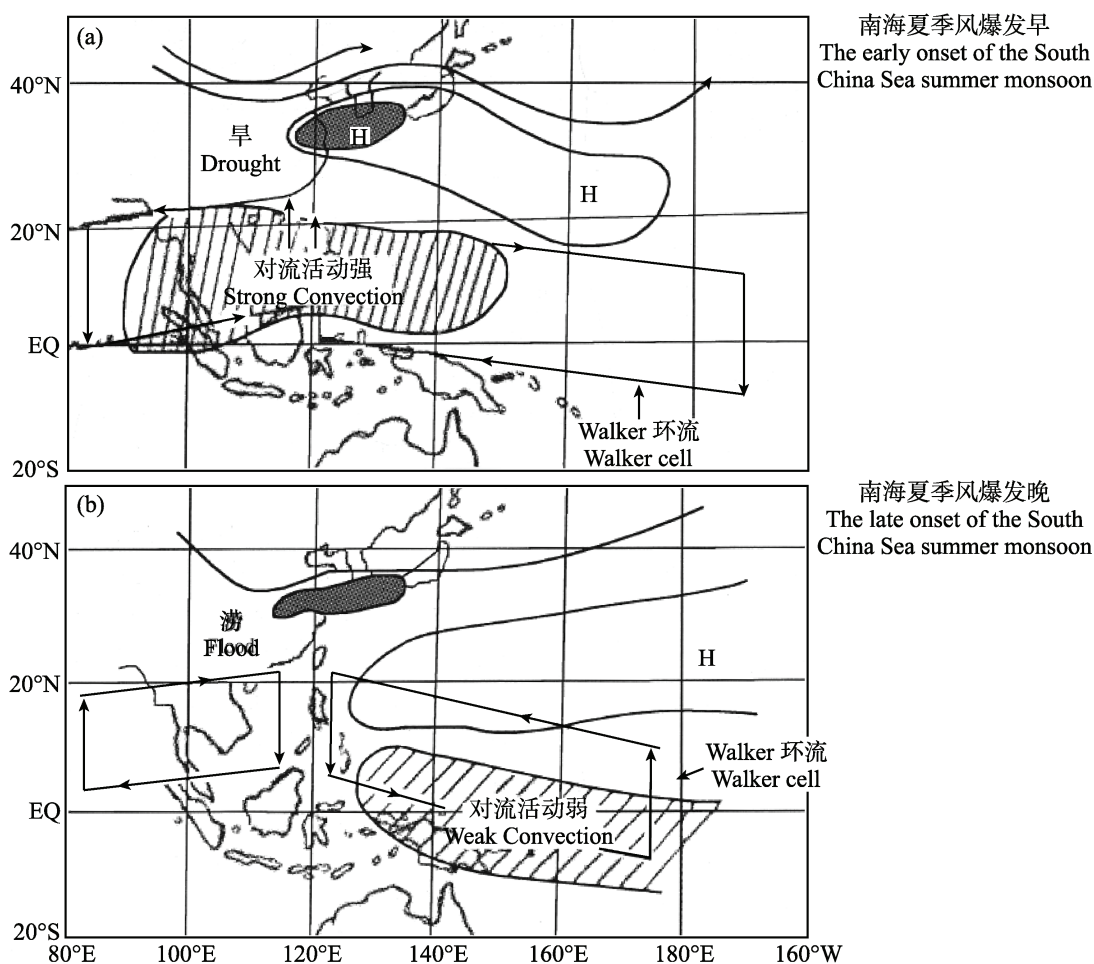 (a)
南海夏季风爆发早
The early onset of the South
China Sea summer monsoon
40°N
旱
Drought
H
H
20°N
对流活动强
Strong Convection
EQ
Walker 环流
Walker cell
20°S
(b)
南海夏季风爆发晚
The late onset of the South
China Sea summer monsoon
40°N
涝
Flood
H
20°N
Walker 环流
Walker cell
对流活动弱
Weak Convection
EQ
20°S
80°E 100°E 120°E 140°E 160°E 180°E 160°W